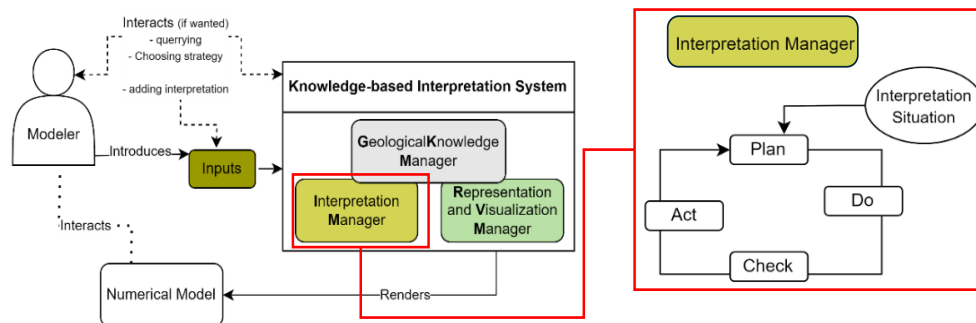 Interacts (if wanted)
- querrying
- Choosing strategy
- adding interpretation
Modeler
Introduces
Inputs
Interacts
Numerical Model
Renders
Knowledge-based Interpretation System
GeologicalKnowledge
Manager
Interpretation
Manager
Representation
and Visualization
Manager
Interpretation Manager
Interpretation
Situation
Plan
Do
Act
Check